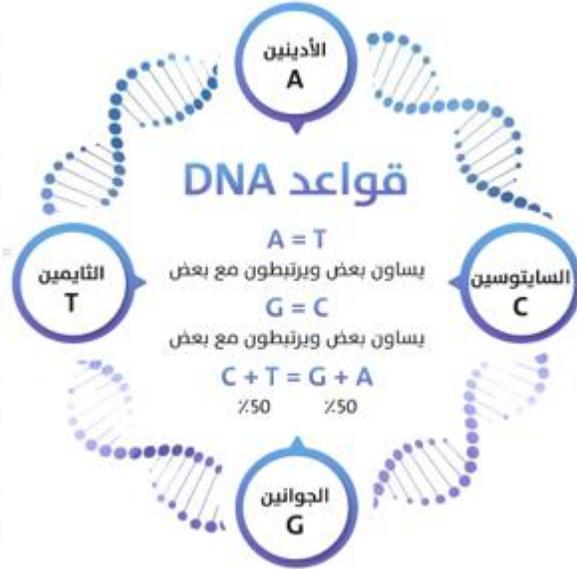 الأدينين
A
قواعد DNA
A = T
يساون بعض ويرتبطون مع بعض
G = C
يساون بعض ويرتبطون مع بعض
C + T = G + A
٪50 ٪50
السايتوسين
C
الثايمين
T
الجوانين
G